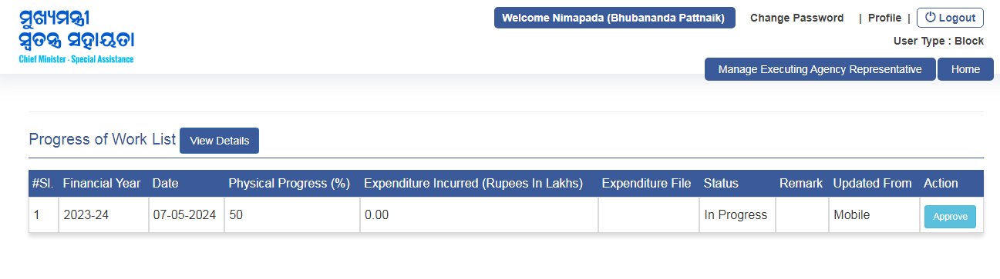 ମୁଖ୍ୟମନ୍ତ୍ରୀ
ସ୍ବତନ୍ତ୍ର ସହାୟତା
Chief Minister - Special Assistance
Welcome Nimapada (Bhubananda Pattnaik) Change Password | Profile | Logout
User Type : Block
Manage Executing Agency Representative Home
Progress of Work List View Details
#Sl. Financial Year Date Physical Progress (%) Expenditure Incurred (Rupees In Lakhs) Expenditure File Status Remark Updated From Action
1 2023-24 07-05-2024 50 0.00 In Progress Mobile Approve